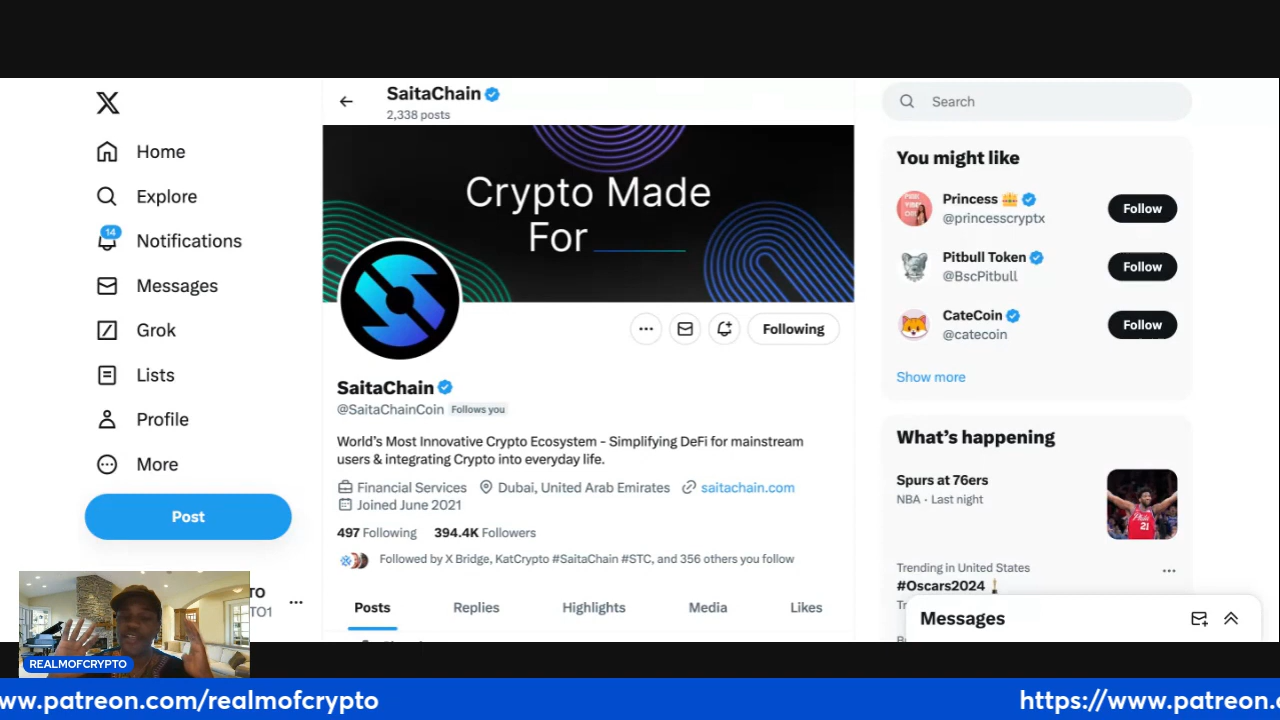 Home
Explore
14
Notifications
Messages
Grok
Lists
Profile
More
Post
TO
TO1
SaitaChain
2,338 posts
Crypto Made
For
Following
SaitaChain
@SaitaChainCoin Follows you
World's Most Innovative Crypto Ecosystem - Simplifying DeFi for mainstream
users & integrating Crypto into everyday life.
Financial Services Dubai, United Arab Emirates saitachain.com
Joined June 2021
497 Following 394.4K Followers
Followed by X Bridge, KatCrypto #SaitaChain #STC, and 356 others you follow
Posts Replies Highlights Media Likes
Search
You might like
Princess
@princesscryptx
Follow
Pitbull Token
@BscPitbull
Follow
CateCoin
@catecoin
Follow
Show more
What's happening
Spurs at 76ers
NBA · Last night
Trending in United States
#Oscars2024
Messages
REALMOFCRYPTO
ww.patreon.com/realmofcrypto
https://www.patreon.